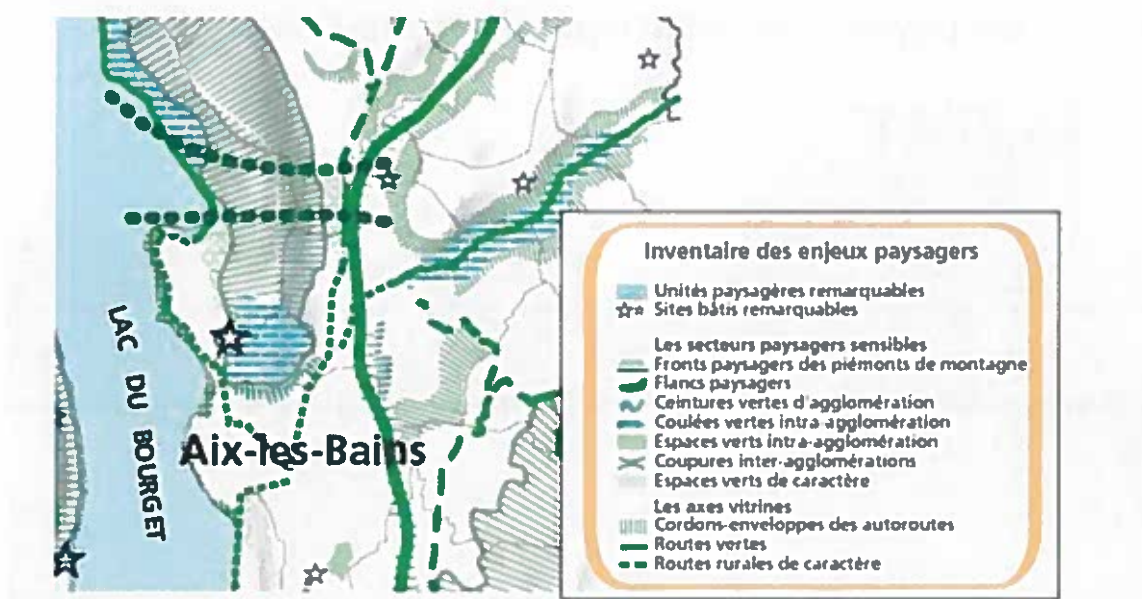 LAC DU BOURGET
Aix-les-Bains
Inventaire des enjeux paysagers
Unités paysagères remarquables
Sites bâtis remarquables
Les secteurs paysagers sensibles
Fronts paysagers des piémonts de montagne
Flancs paysagers
Ceintures vertes d'agglomération
Coulées vertes intra-agglomération
Espaces verts intra-agglomération
Coupures inter-agglomérations
Espaces verts de caractère
Les axes vitrines
Cordons-enveloppes des autoroutes
Routes vertes
Routes rurales de caractère